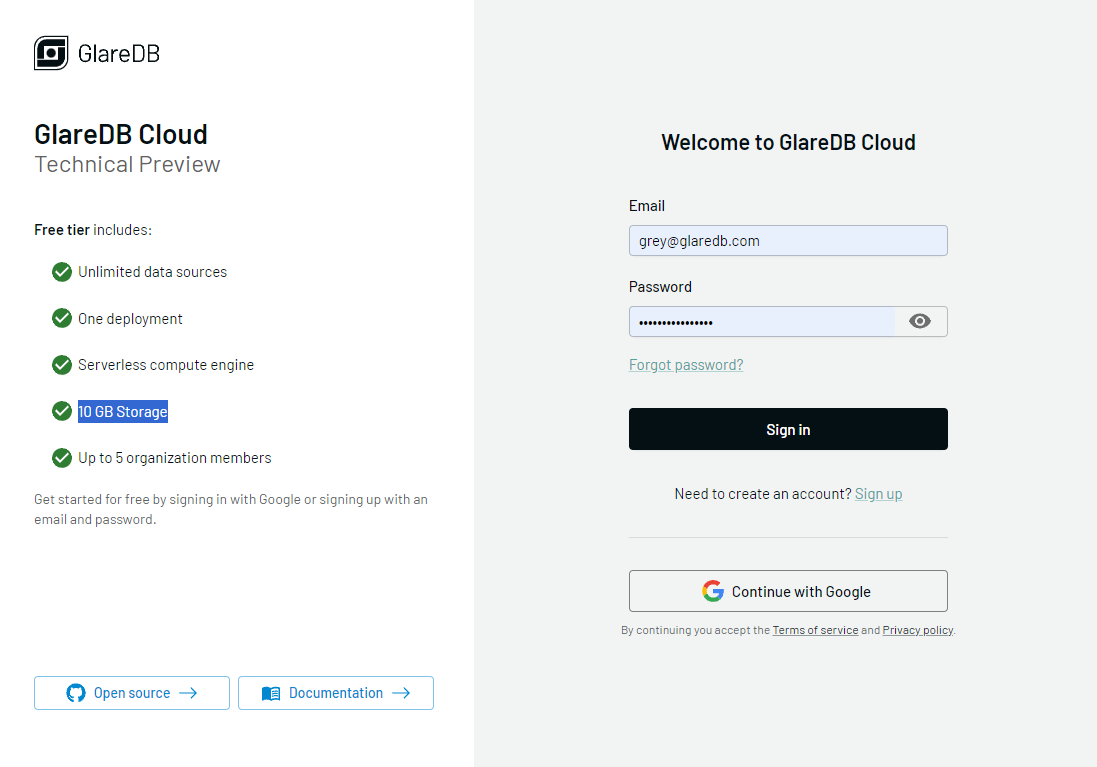 GlareDB
GlareDB Cloud
Technical Preview
Free tier includes:
Unlimited data sources
One deployment
Serverless compute engine
10 GB Storage
Up to 5 organization members
Get started for free by signing in with Google or signing up with an
email and password.
Open source
Documentation
Welcome to GlareDB Cloud
Email
grey@glaredb.com
Password
••••••••••••••••
Forgot password?
Sign in
Need to create an account? Sign up
Continue with Google
By continuing you accept the Terms of service and Privacy policy.